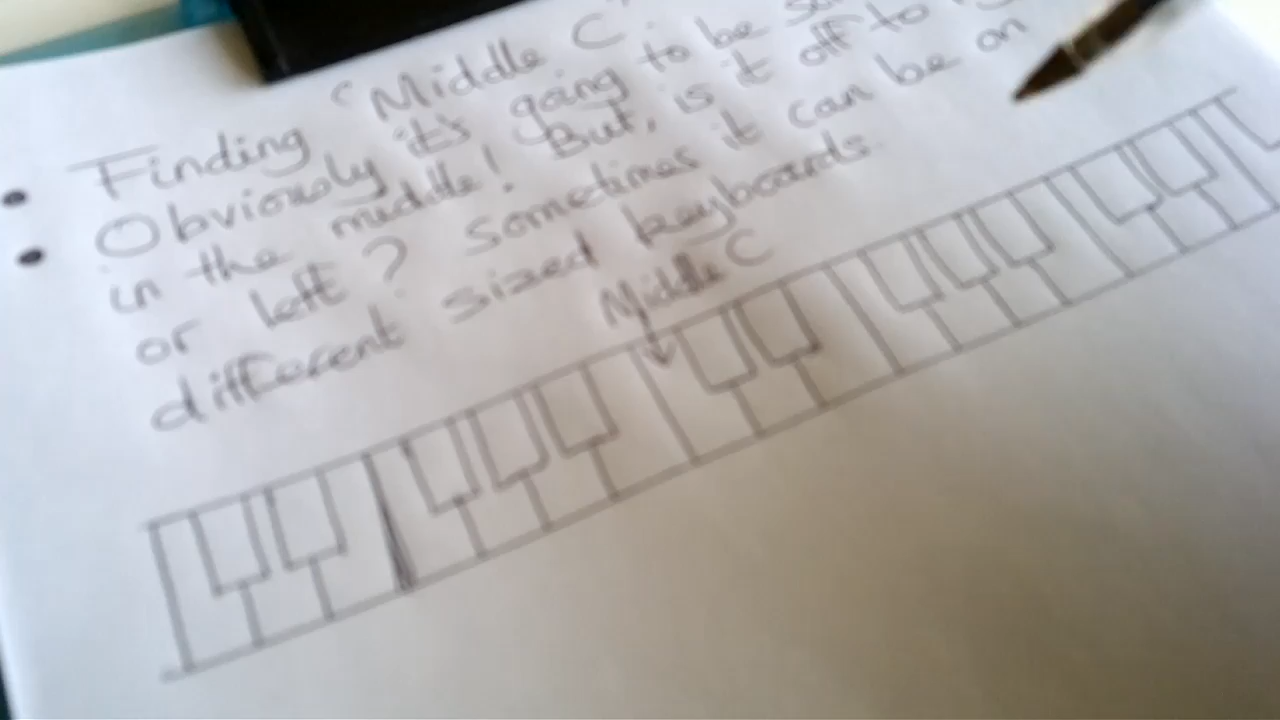 Finding "Middle C"
Obviously it's going to be
in the middle! But, is it off to
or left? Sometimes it can be on
different sized keyboards.
Middle C